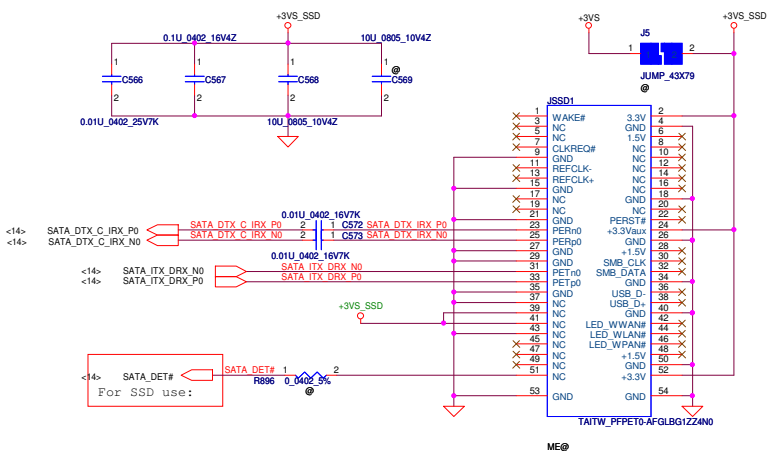 +3VS_SSD
0.1U_0402_16V4Z 10U_0805_10V4Z
1 1 1 1
@
C566 C567 C568 C569
2 2 2 2
0.01U_0402_25V7K 10U_0805_10V4Z
+3VS +3VS_SSD
J5
1 2
JUMP_43X79
@
JSSD1
1 WAKE# 3.3V 2
3 NC GND 4
5 NC 1.5V 6
7 CLKREQ# NC 8
9 GND NC 10
11 REFCLK- NC 12
13 REFCLK+ NC 14
15 GND NC 16
17 NC GND 18
19 NC NC 20
21 GND PERST# 22
23 PERn0 +3.3Vaux 24
25 PERp0 GND 26
27 GND +1.5V 28
29 GND SMB_CLK 30
31 PETn0 SMB_DATA 32
33 PETp0 GND 34
35 GND USB_D- 36
37 NC USB_D+ 38
39 NC GND 40
41 NC LED_WWAN# 42
43 NC LED_WLAN# 44
45 NC LED_WPAN# 46
47 NC +1.5V 48
49 NC GND 50
51 NC +3.3V 52
53 GND GND 54
TAITW_PFPET0-AFGLBG1ZZ4N0
ME@
0.01U_0402_16V7K
<14> SATA_DTX_C_IRX_P0 SATA_DTX_C_IRX_P0 2 1 C572 SATA_DTX_IRX_P0
<14> SATA_DTX_C_IRX_N0 SATA_DTX_C_IRX_N0 2 1 C573 SATA_DTX_IRX_N0
0.01U_0402_16V7K
<14> SATA_ITX_DRX_N0 SATA_ITX_DRX_N0
<14> SATA_ITX_DRX_P0 SATA_ITX_DRX_P0
+3VS_SSD
<14> SATA_DET# SATA_DET# 1 2
R896 0_0402_5%
@
For SSD use: